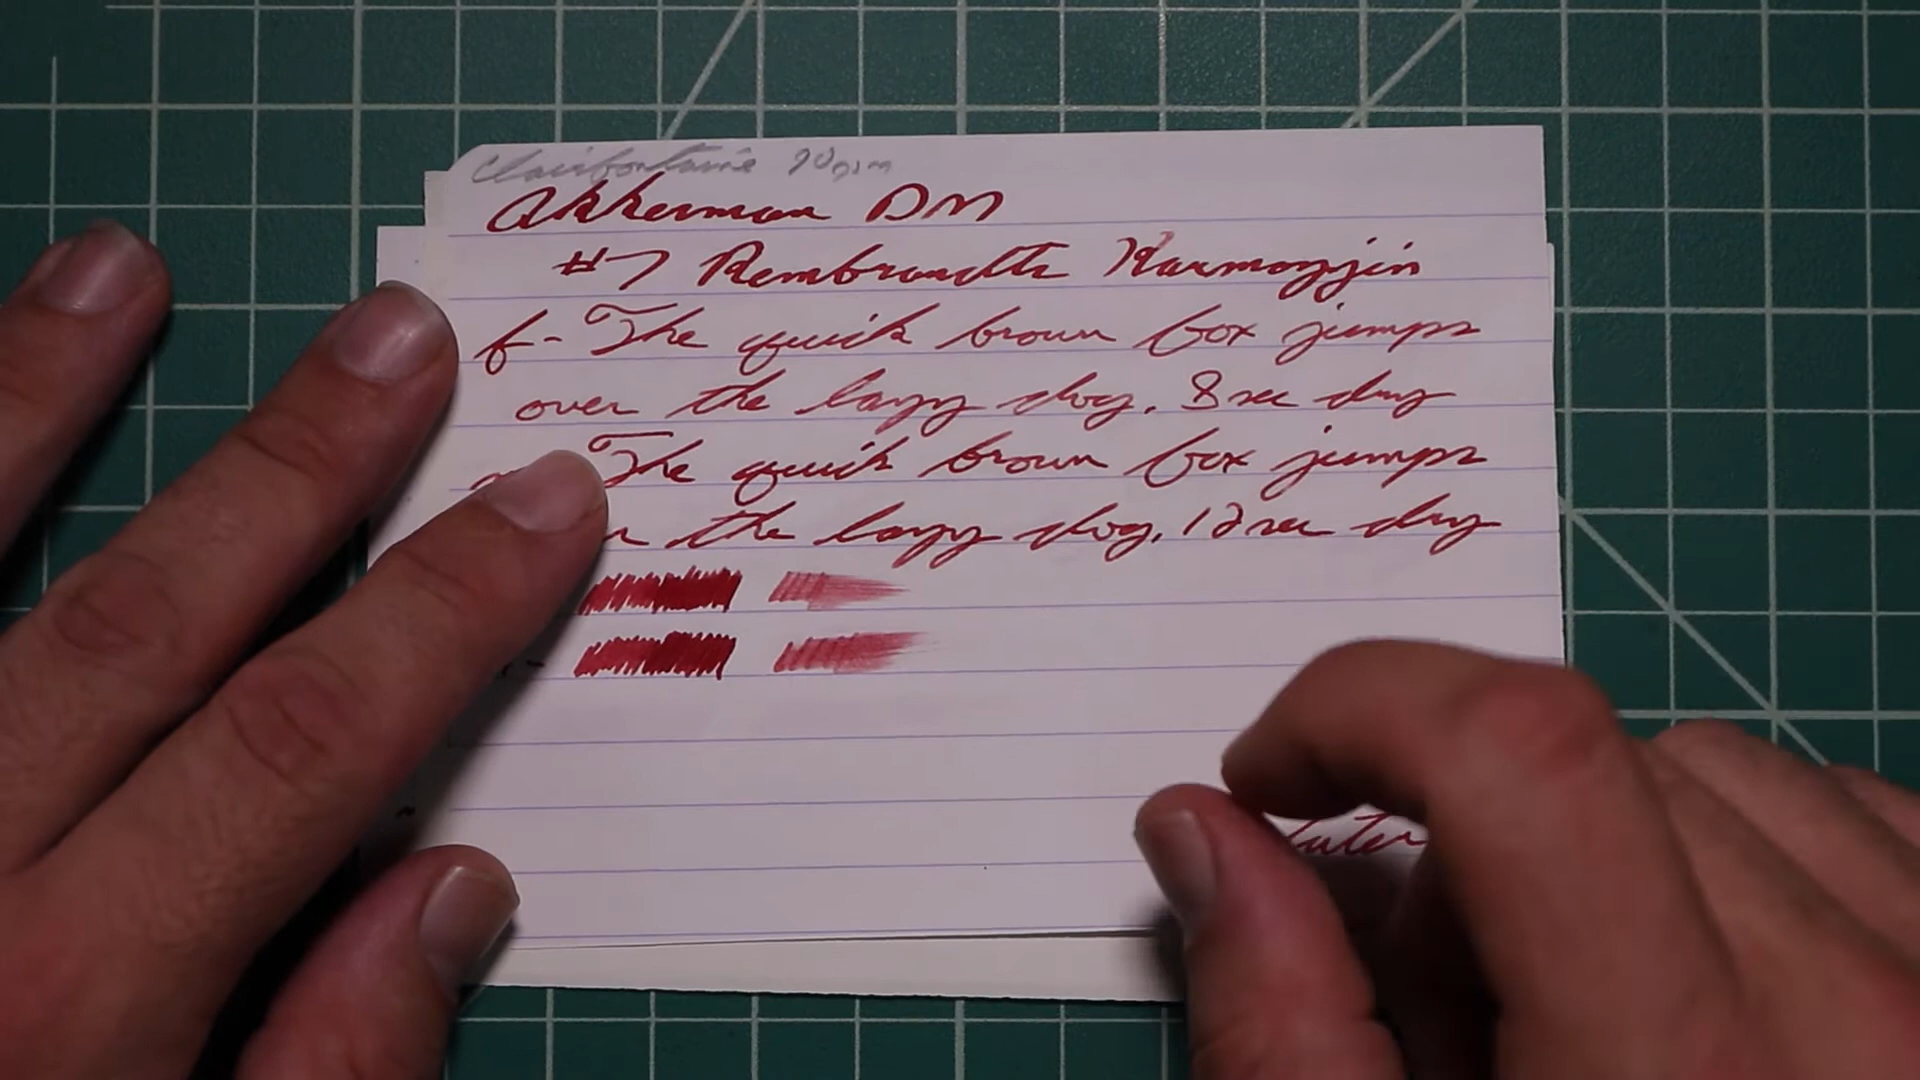 Clairfontaine 90gsm
Akkerman DM
#7 Rembrandts Karmozijn
f- The quick brown fox jumps
over the lazy dog. 8 sec dry
The quick brown fox jumps
the lazy dog. 12 sec dry